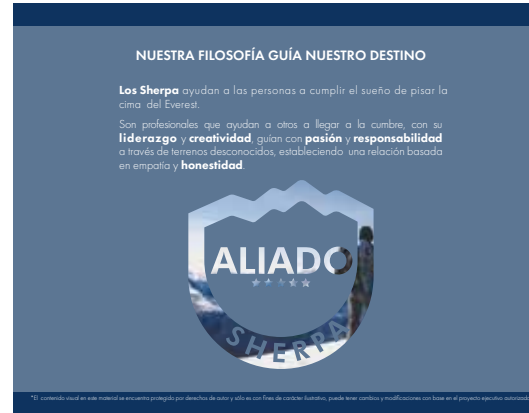 NUESTRA FILOSOFÍA GUÍA NUESTRO DESTINO
Los Sherpa ayudan a las personas a cumplir el sueño de pisar la
cima del Everest.
Son profesionales que ayudan a otros a llegar a la cumbre, con su
liderazgo y creatividad, guían con pasión y responsabilidad
a través de terrenos desconocidos, estableciendo una relación basada
en empatía y honestidad.
ALIADO
SHERPA
*El contenido visual en este material se encuentra protegido por derechos de autor y sólo es con fines de carácter ilustrativo, puede tener cambios y modificaciones con base en el proyecto ejecutivo autorizado